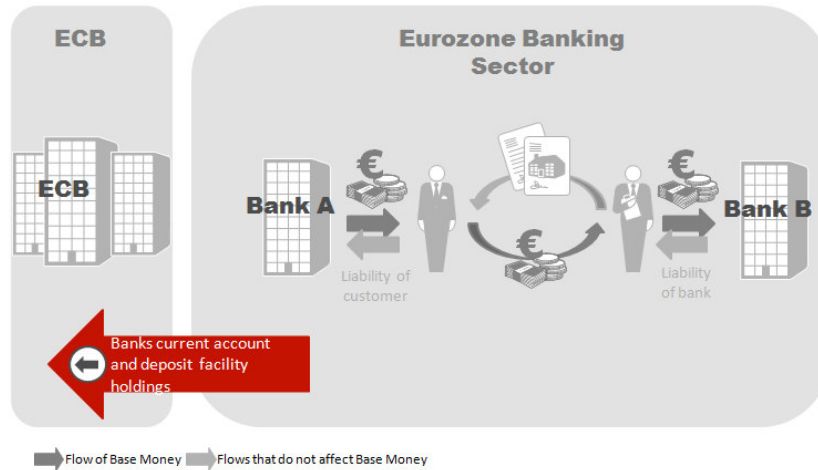 ECB
Eurozone Banking
Sector
ECB
€
€
Bank A
Bank B
€
Liability of
customer
Liability
of bank
Banks current account
and deposit facility
holdings
Flow of Base Money
Flows that do not affect Base Money